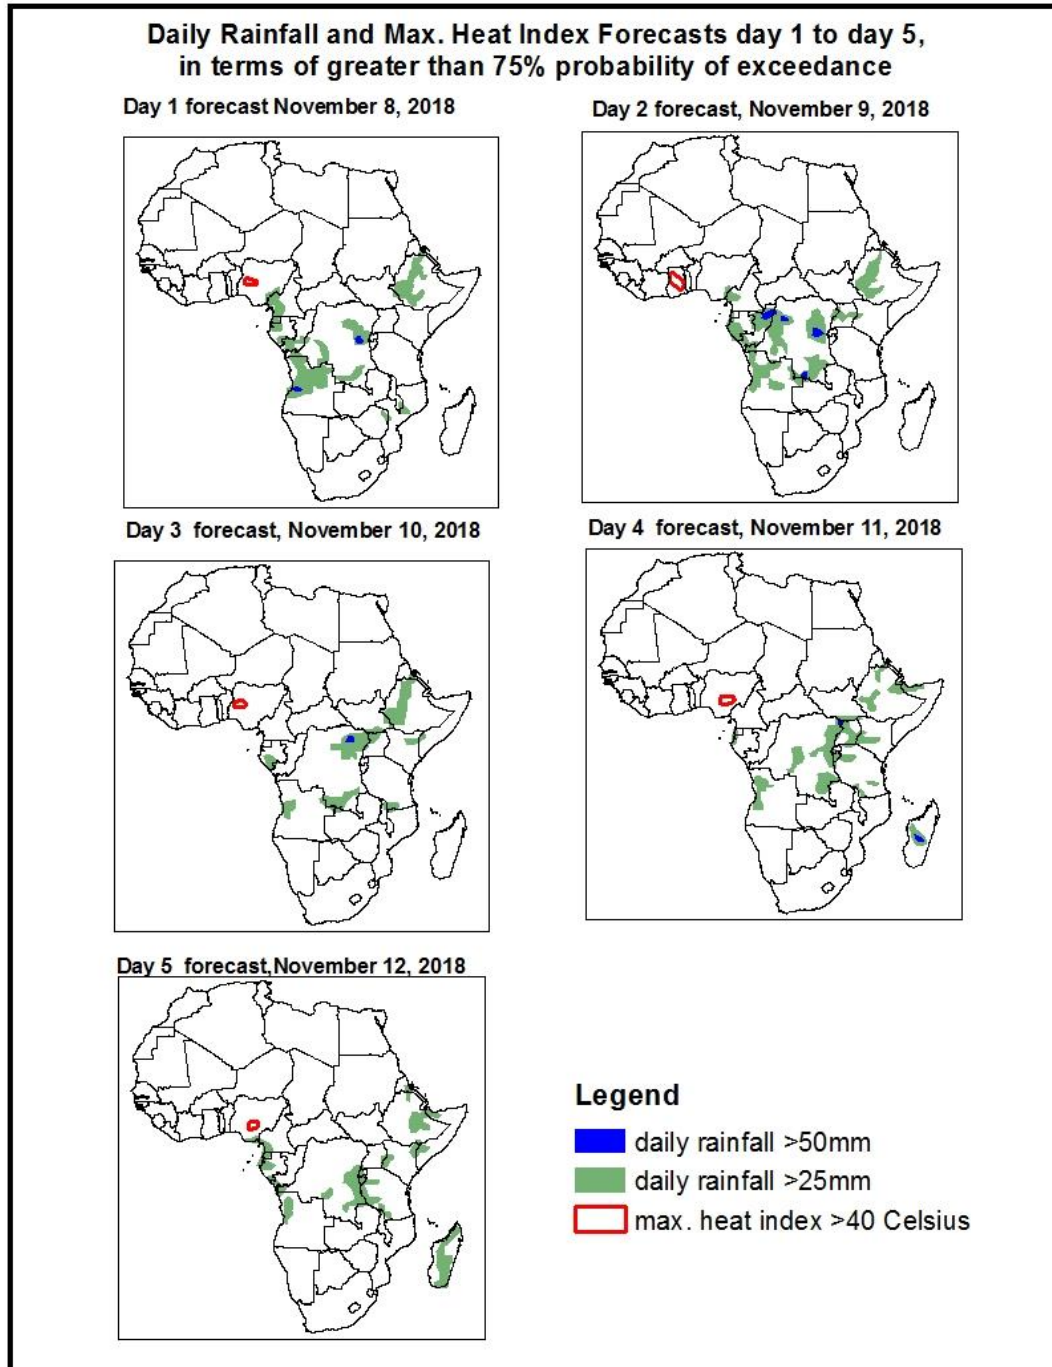 Daily Rainfall and Max. Heat Index Forecasts day 1 to day 5,
in terms of greater than 75% probability of exceedance
Day 1 forecast November 8, 2018
Day 2 forecast, November 9, 2018
Day 3 forecast, November 10, 2018
Day 4 forecast, November 11, 2018
Day 5 forecast,November 12, 2018
Legend
daily rainfall >50mm
daily rainfall >25mm
max. heat index >40 Celsius